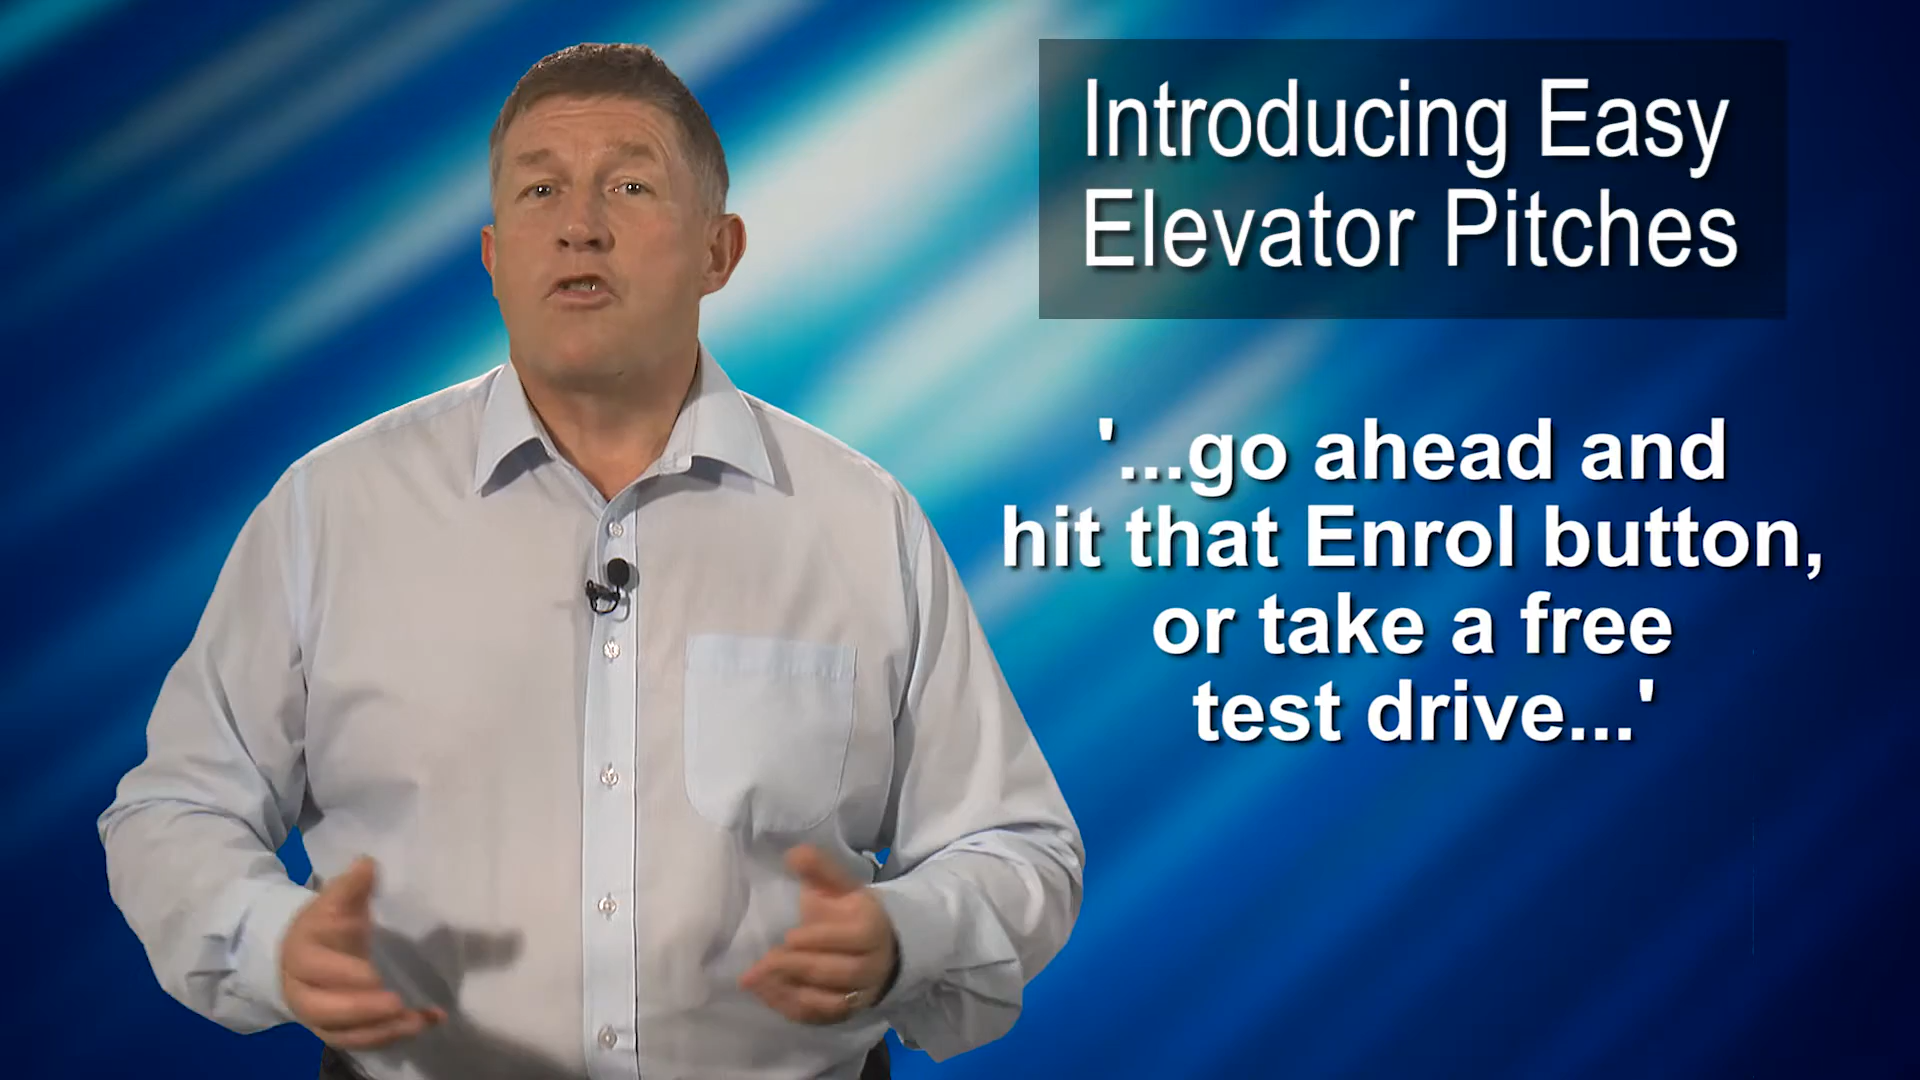 Introducing Easy
Elevator Pitches
'...go ahead and
hit that Enrol button,
or take a free
test drive...'